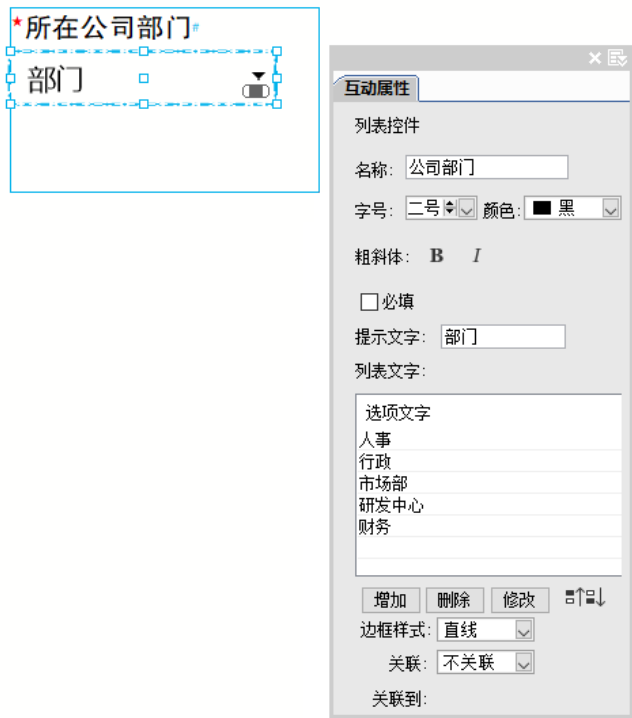 *所在公司部门#
部门
互动属性
列表控件
名称: 公司部门
字号: 二号 颜色: 黑
粗斜体: B I
必填
提示文字: 部门
列表文字:
选项文字
人事
行政
市场部
研发中心
财务
增加 删除 修改
边框样式: 直线
关联: 不关联
关联到: